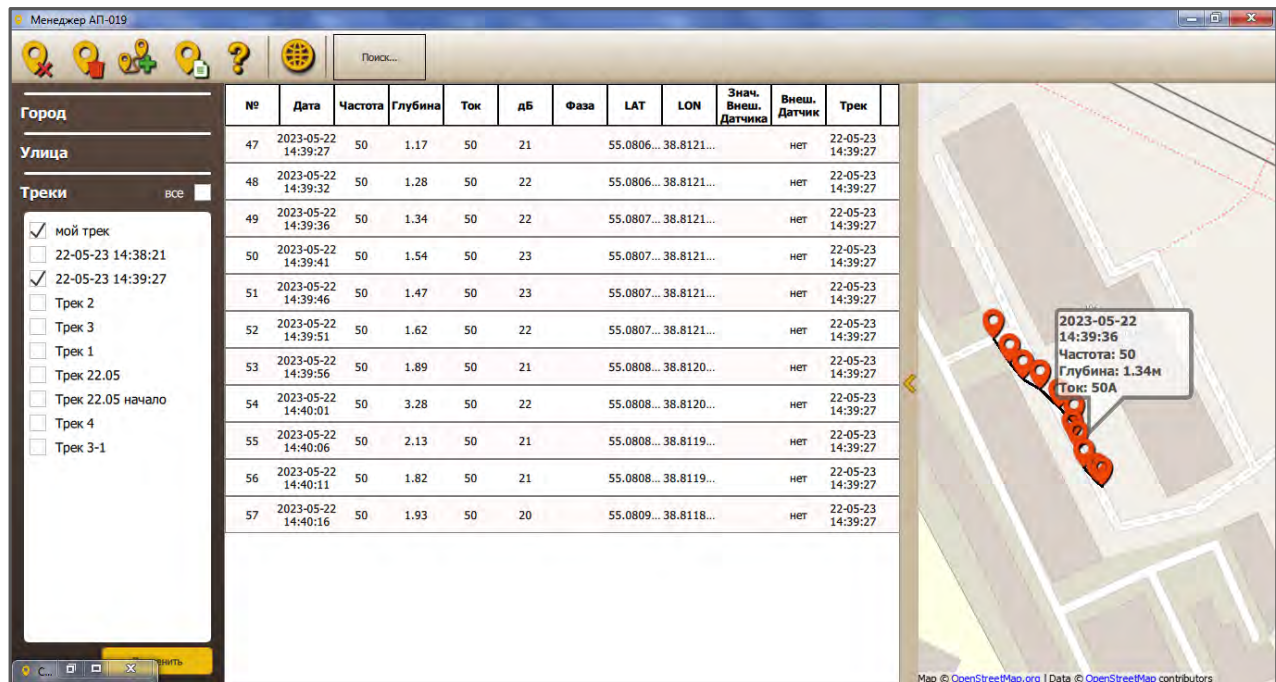 Менеджер АП-019
Поиск...
Город
Улица
Треки все
мой трек
22-05-23 14:38:21
22-05-23 14:39:27
Трек 2
Трек 3
Трек 1
Трек 22.05
Трек 22.05 начало
Трек 4
Трек 3-1
С...
№ Дата Частота Глубина Ток дБ Фаза LAT LON Знач. Внеш. Датчика Внеш. Датчик Трек
47 2023-05-22 14:39:27 50 1.17 50 21 55.0806... 38.8121... нет 22-05-23 14:39:27
48 2023-05-22 14:39:32 50 1.28 50 22 55.0806... 38.8121... нет 22-05-23 14:39:27
49 2023-05-22 14:39:36 50 1.34 50 22 55.0807... 38.8121... нет 22-05-23 14:39:27
50 2023-05-22 14:39:41 50 1.54 50 23 55.0807... 38.8121... нет 22-05-23 14:39:27
51 2023-05-22 14:39:46 50 1.47 50 23 55.0807... 38.8121... нет 22-05-23 14:39:27
52 2023-05-22 14:39:51 50 1.62 50 22 55.0807... 38.8121... нет 22-05-23 14:39:27
53 2023-05-22 14:39:56 50 1.89 50 21 55.0808... 38.8120... нет 22-05-23 14:39:27
54 2023-05-22 14:40:01 50 3.28 50 22 55.0808... 38.8120... нет 22-05-23 14:39:27
55 2023-05-22 14:40:06 50 2.13 50 21 55.0808... 38.8119... нет 22-05-23 14:39:27
56 2023-05-22 14:40:11 50 1.82 50 21 55.0808... 38.8119... нет 22-05-23 14:39:27
57 2023-05-22 14:40:16 50 1.93 50 20 55.0809... 38.8118... нет 22-05-23 14:39:27
2023-05-22
14:39:36
Частота: 50
Глубина: 1.34м
Ток: 50А
Map © OpenStreetMap.org | Data © OpenStreetMap contributors